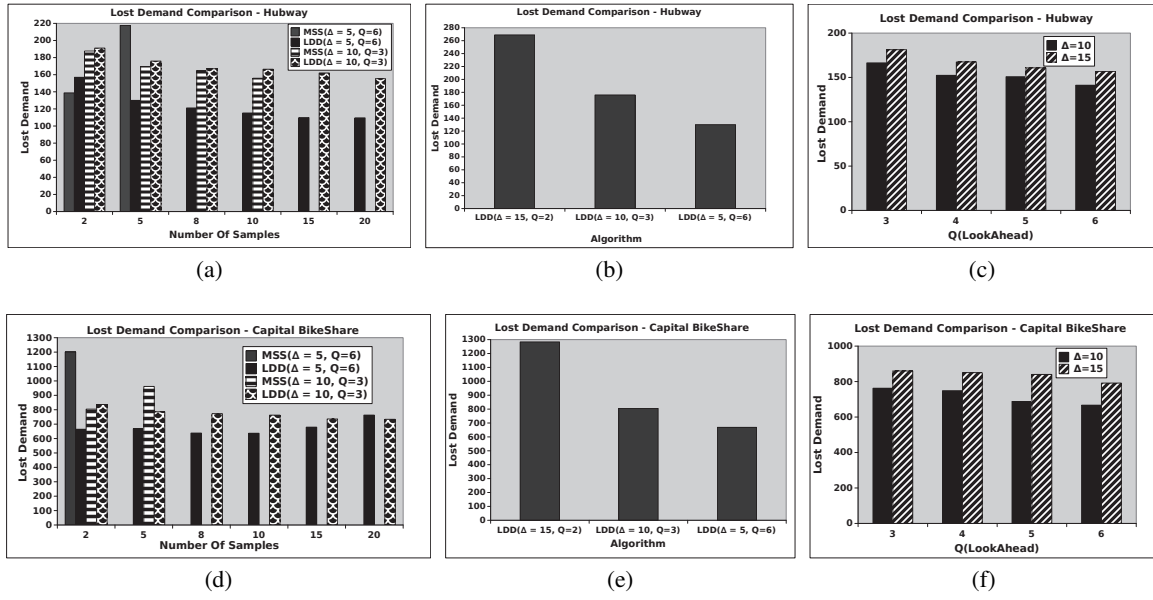 Lost Demand Comparison - Hubway
220
200
180
160
140
120
100
80
60
40
20
0
Lost Demand
MSS(Δ = 5, Q=6)
LDD(Δ = 5, Q=6)
MSS(Δ = 10, Q=3)
LDD(Δ = 10, Q=3)
2 5 8 10 15 20
Number Of Samples
(a)
Lost Demand Comparison - Hubway
280
260
240
220
200
180
160
140
120
100
80
60
40
20
0
Lost Demand
LDD(Δ = 15, Q=2) LDD(Δ = 10, Q=3) LDD(Δ = 5, Q=6)
Algorithm
(b)
Lost Demand Comparison - Hubway
200
150
100
50
0
Lost Demand
Δ=10
Δ=15
3 4 5 6
Q(LookAhead)
(c)
Lost Demand Comparison - Capital BikeShare
1300
1200
1100
1000
900
800
700
600
500
400
300
200
100
0
Lost Demand
MSS(Δ = 5, Q=6)
LDD(Δ = 5, Q=6)
MSS(Δ = 10, Q=3)
LDD(Δ = 10, Q=3)
2 5 8 10 15 20
Number Of Samples
(d)
Lost Demand Comparison - Capital BikeShare
1300
1200
1100
1000
900
800
700
600
500
400
300
200
100
0
Lost Demand
LDD(Δ = 15, Q=2) LDD(Δ = 10, Q=3) LDD(Δ = 5, Q=6)
Algorithm
(e)
Lost Demand Comparison - Capital BikeShare
1000
800
600
400
200
0
Lost Demand
Δ=10
Δ=15
3 4 5 6
Q(LookAhead)
(f)